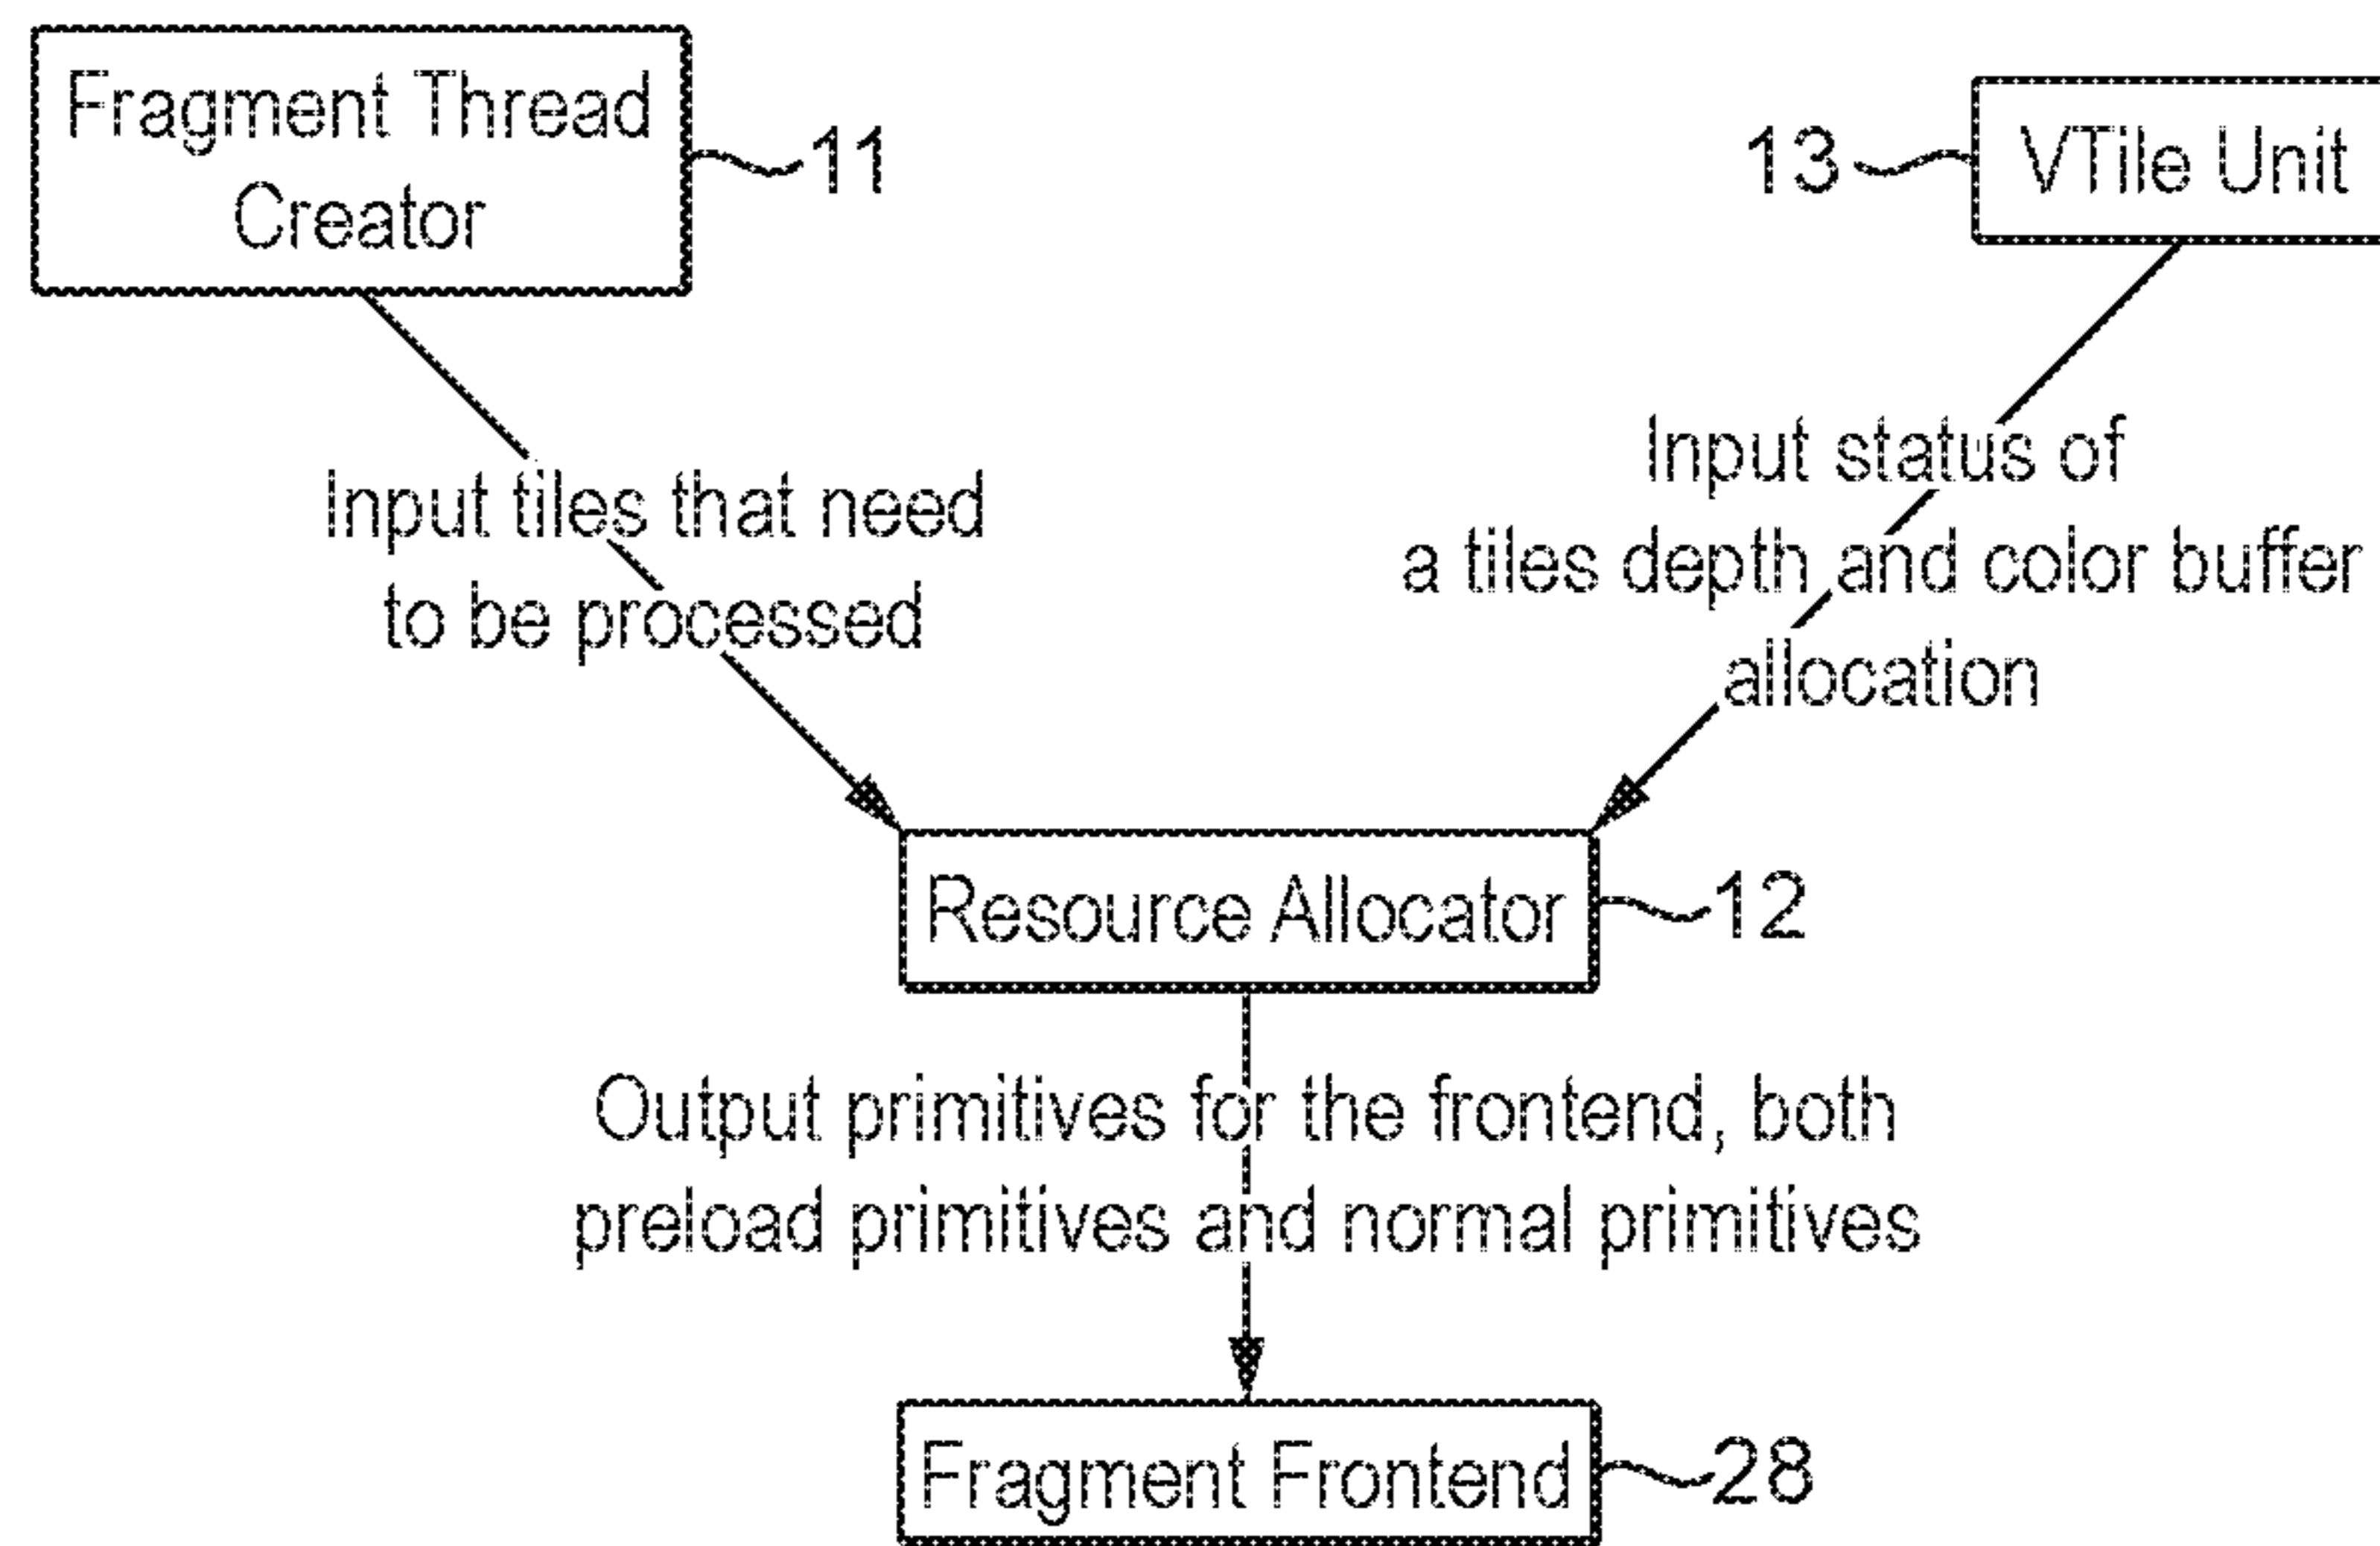 Fragment Thread
Creator
11
13
VTile Unit
Input tiles that need
to be processed
Input status of
a tiles depth and color buffer
allocation
Resource Allocator
12
Output primitives for the frontend, both
preload primitives and normal primitives
Fragment Frontend
28